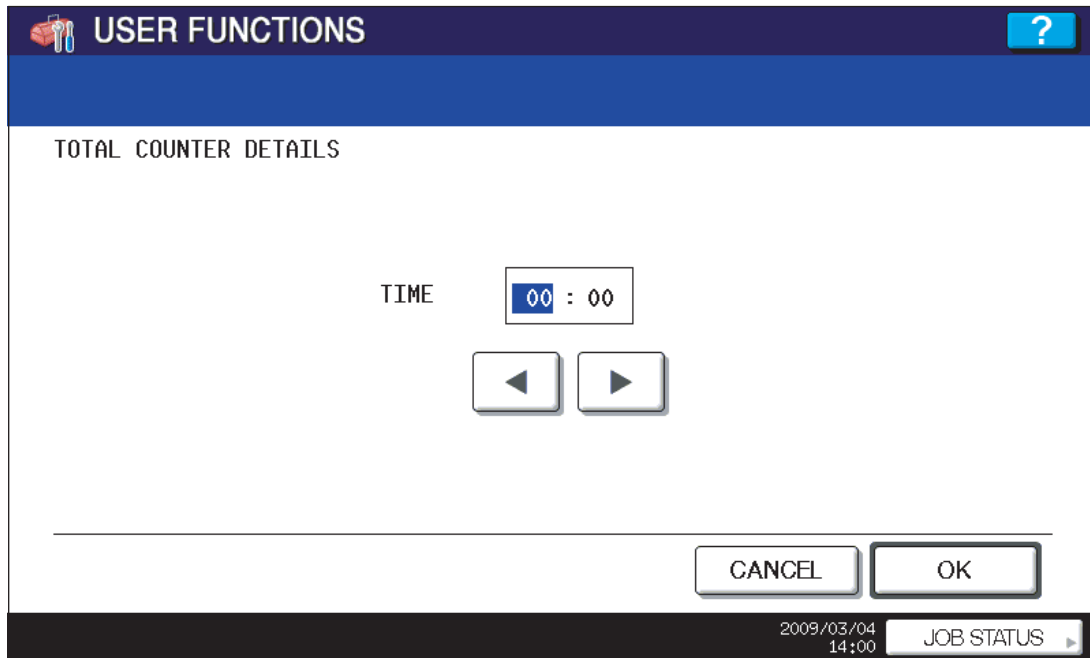 USER FUNCTIONS
?
TOTAL COUNTER DETAILS
TIME 00 : 00
CANCEL OK
2009/03/04
14:00
JOB STATUS